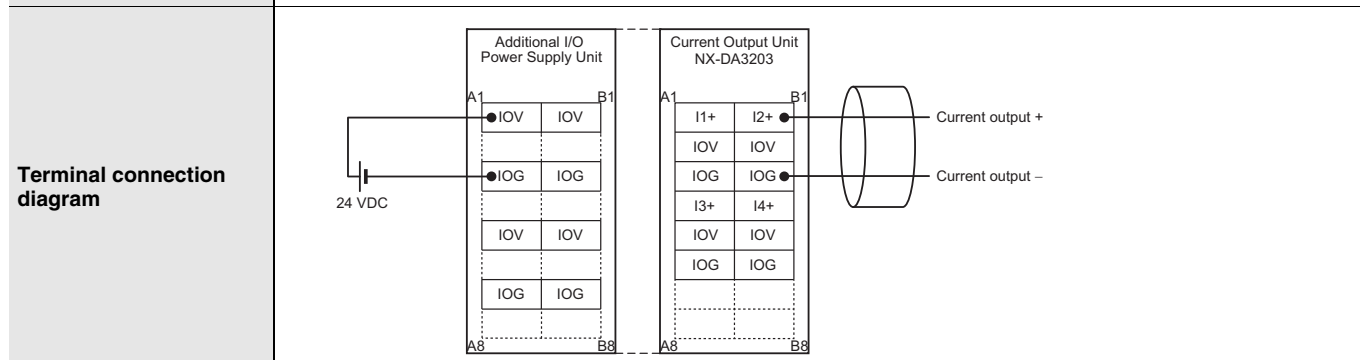 Terminal connection
diagram
24 VDC
Additional I/O
Power Supply Unit
A1 B1
IOV IOV
IOG IOG
IOV IOV
IOG IOG
A8 B8
Current Output Unit
NX-DA3203
A1 B1
I1+ I2+
IOV IOV
IOG IOG
I3+ I4+
IOV IOV
IOG IOG
A8 B8
Current output +
Current output −